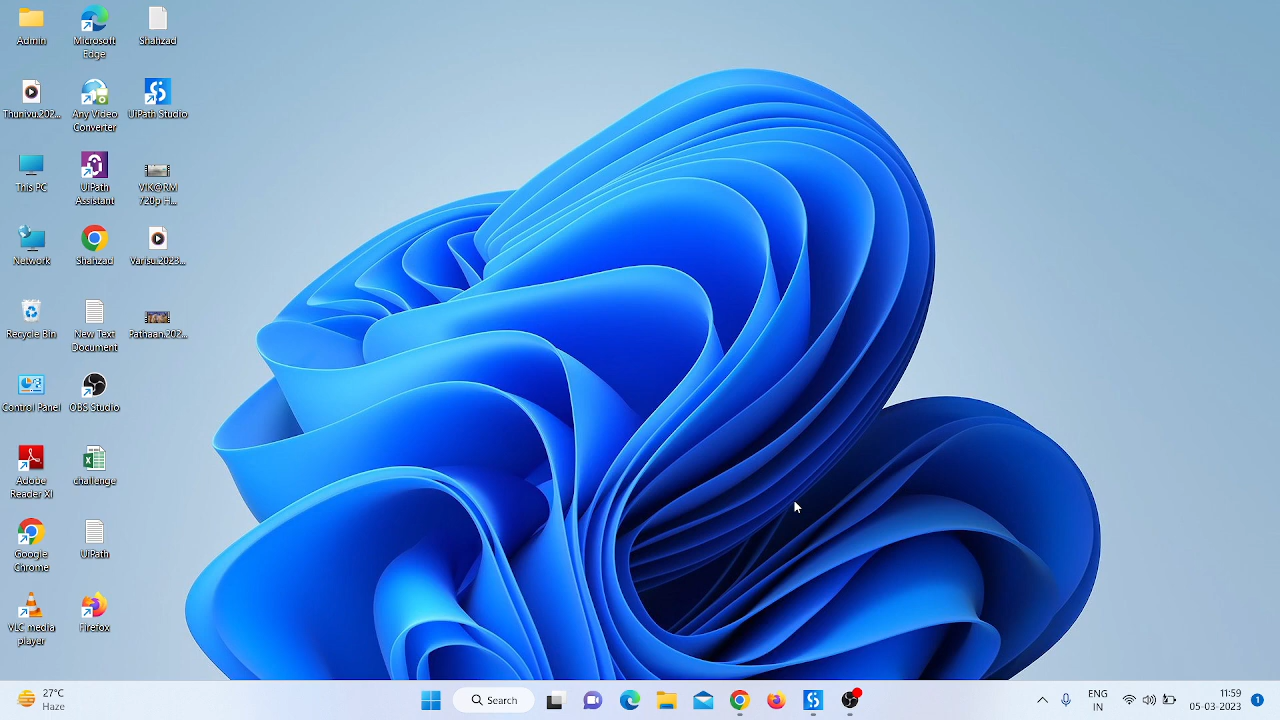 Admin
Microsoft
Edge
Shahzad
Thunivu.202...
Any Video
Converter
UiPath Studio
This PC
UiPath
Assistant
V1K@RM
720p H...
Network
Shahzad
Varisu.2023...
Recycle Bin
New Text
Document
Pathaan.202...
Control Panel
OBS Studio
Adobe
Reader XI
challenge
Google
Chrome
UiPath
VLC media
player
Firefox
27°C
Haze
Search
ENG
IN
11:59
05-03-2023
1